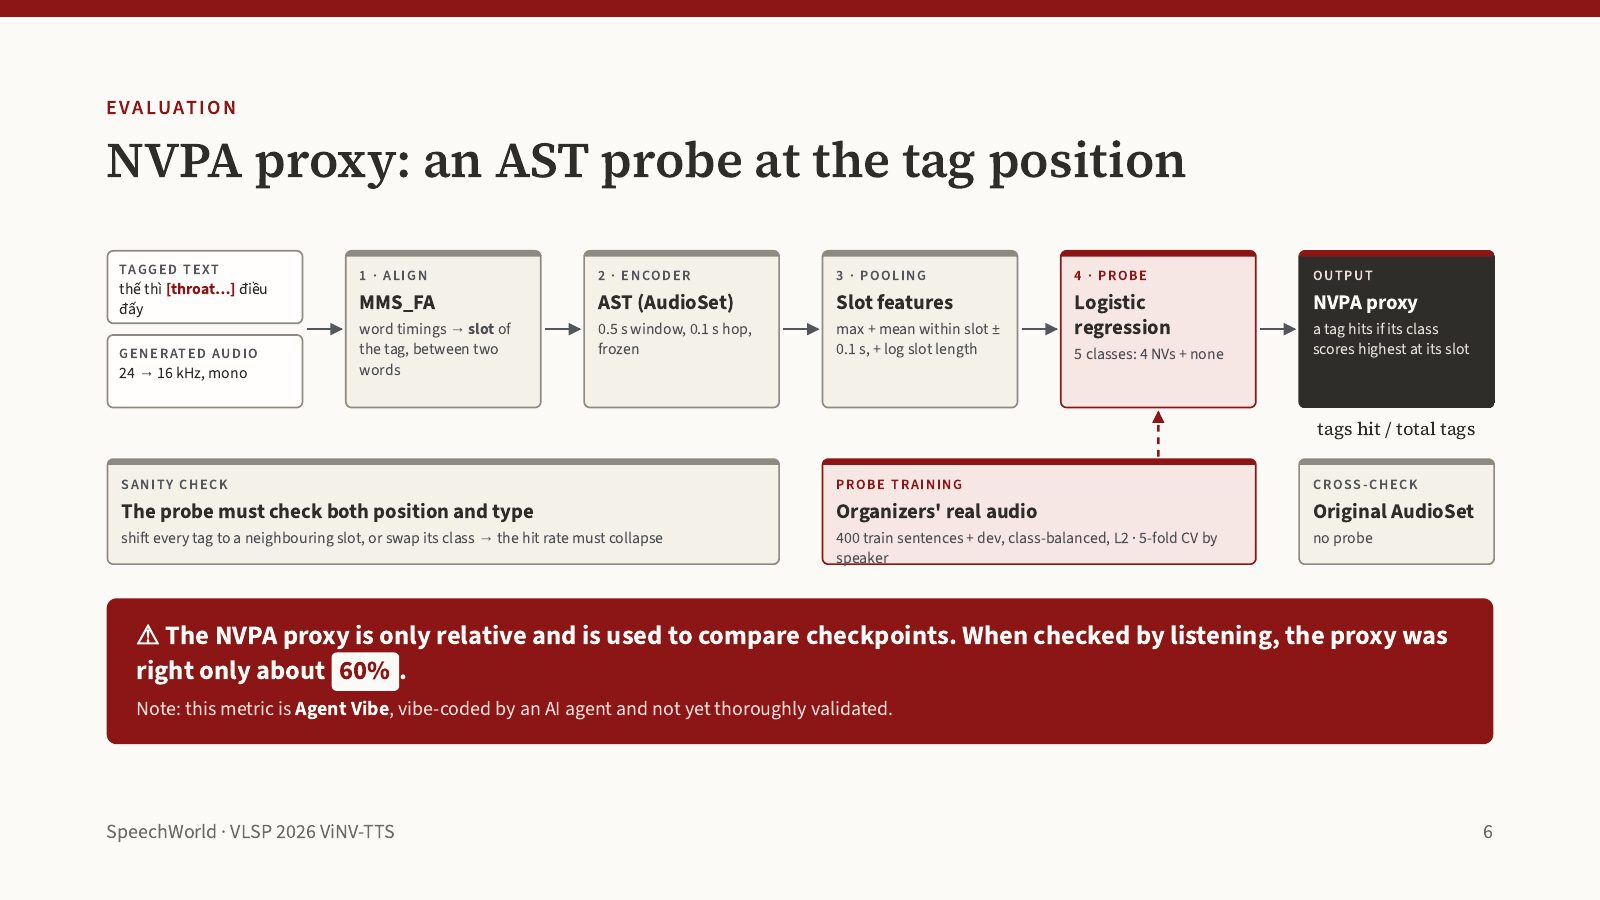 EVALUATION
NVPA proxy: an AST probe at the tag position
TAGGED TEXT
thế thì [throat…] điều
đấy
GENERATED AUDIO
24 → 16 kHz, mono
1 · ALIGN
MMS_FA
word timings → slot of
the tag, between two
words
2 · ENCODER
AST (AudioSet)
0.5 s window, 0.1 s hop,
frozen
3 · POOLING
Slot features
max + mean within slot ±
0.1 s, + log slot length
4 · PROBE
Logistic
regression
5 classes: 4 NVs + none
OUTPUT
NVPA proxy
a tag hits if its class
scores highest at its slot
tags hit / total tags
SANITY CHECK
The probe must check both position and type
shift every tag to a neighbouring slot, or swap its class → the hit rate must collapse
PROBE TRAINING
Organizers' real audio
400 train sentences + dev, class-balanced, L2 · 5-fold CV by
speaker
CROSS-CHECK
Original AudioSet
no probe
⚠ The NVPA proxy is only relative and is used to compare checkpoints. When checked by listening, the proxy was
right only about 60%.
Note: this metric is Agent Vibe, vibe-coded by an AI agent and not yet thoroughly validated.
SpeechWorld · VLSP 2026 ViNV-TTS
6